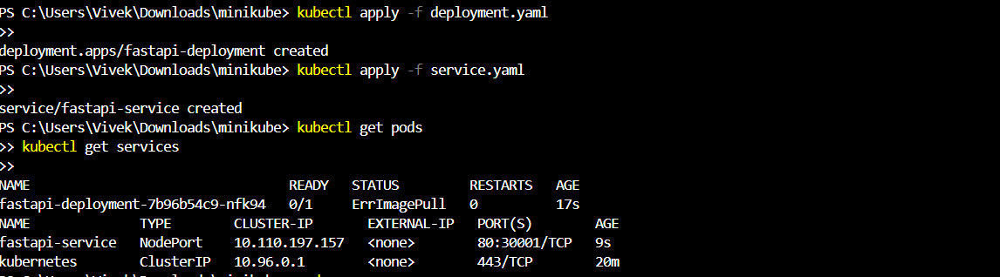 PS C:\Users\Vivek\Downloads\minikube> kubectl apply -f deployment.yaml
>>
deployment.apps/fastapi-deployment created
PS C:\Users\Vivek\Downloads\minikube> kubectl apply -f service.yaml
>>
service/fastapi-service created
PS C:\Users\Vivek\Downloads\minikube> kubectl get pods
>> kubectl get services
>>
NAME READY STATUS RESTARTS AGE
fastapi-deployment-7b96b54c9-nfk94 0/1 ErrImagePull 0 17s
NAME TYPE CLUSTER-IP EXTERNAL-IP PORT(S) AGE
fastapi-service NodePort 10.110.197.157 <none> 80:30001/TCP 9s
kubernetes ClusterIP 10.96.0.1 <none> 443/TCP 20m